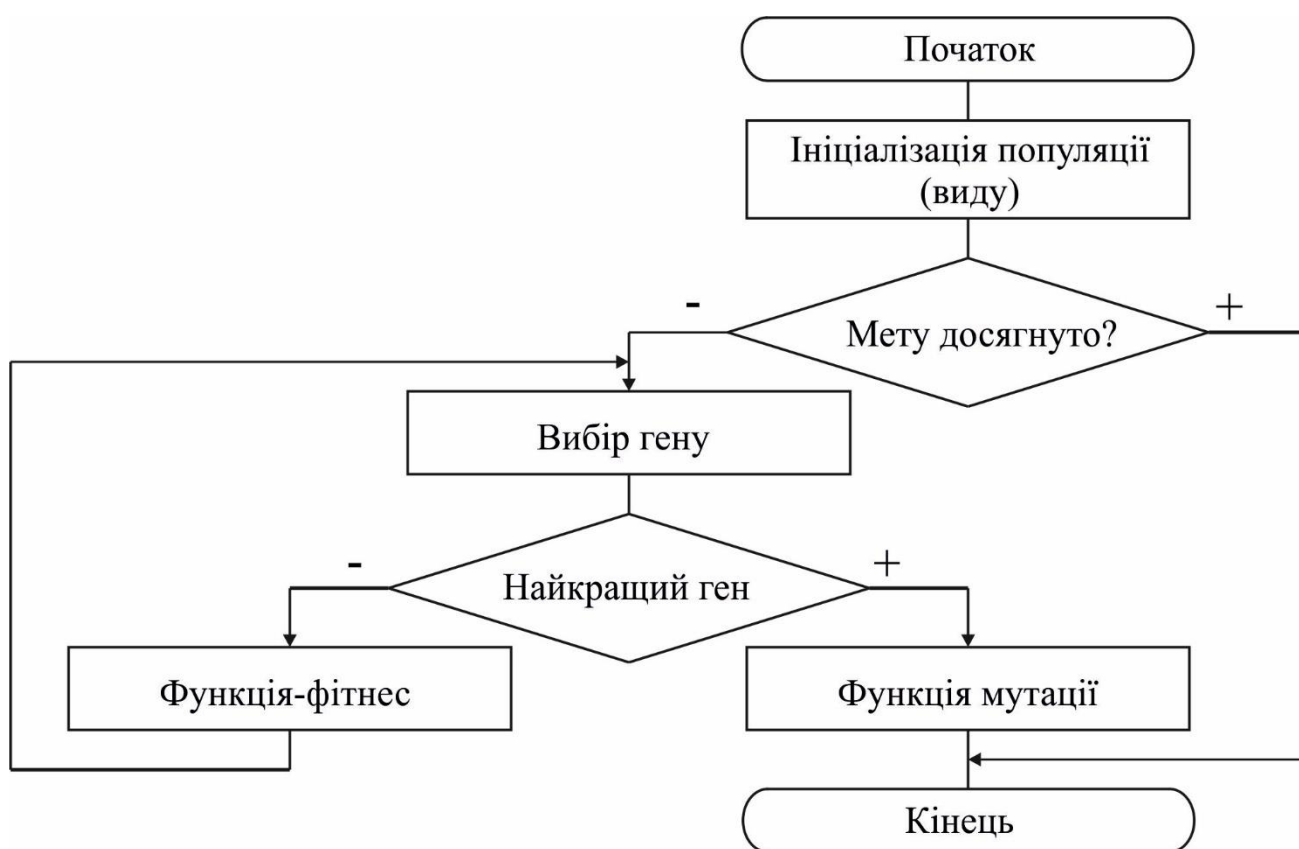 Початок
Ініціалізація популяції
(виду)
-
+
Мету досягнуто?
Вибір гену
-
+
Найкращий ген
Функція-фітнес
Функція мутації
Кінець